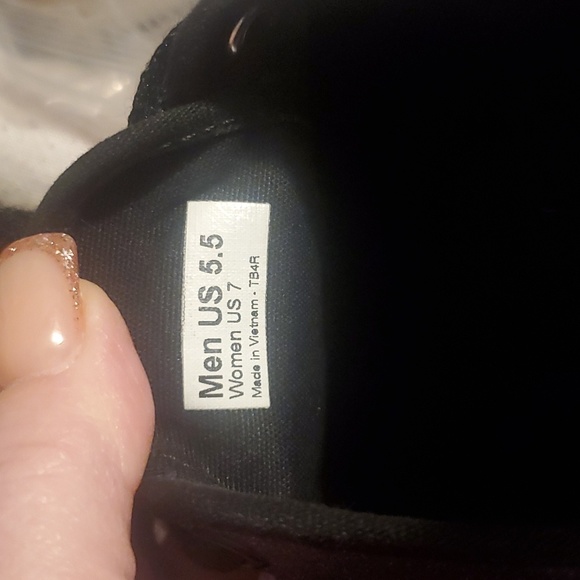 Men US 5.5
Women US 7
Made in Vietnam - TB4R